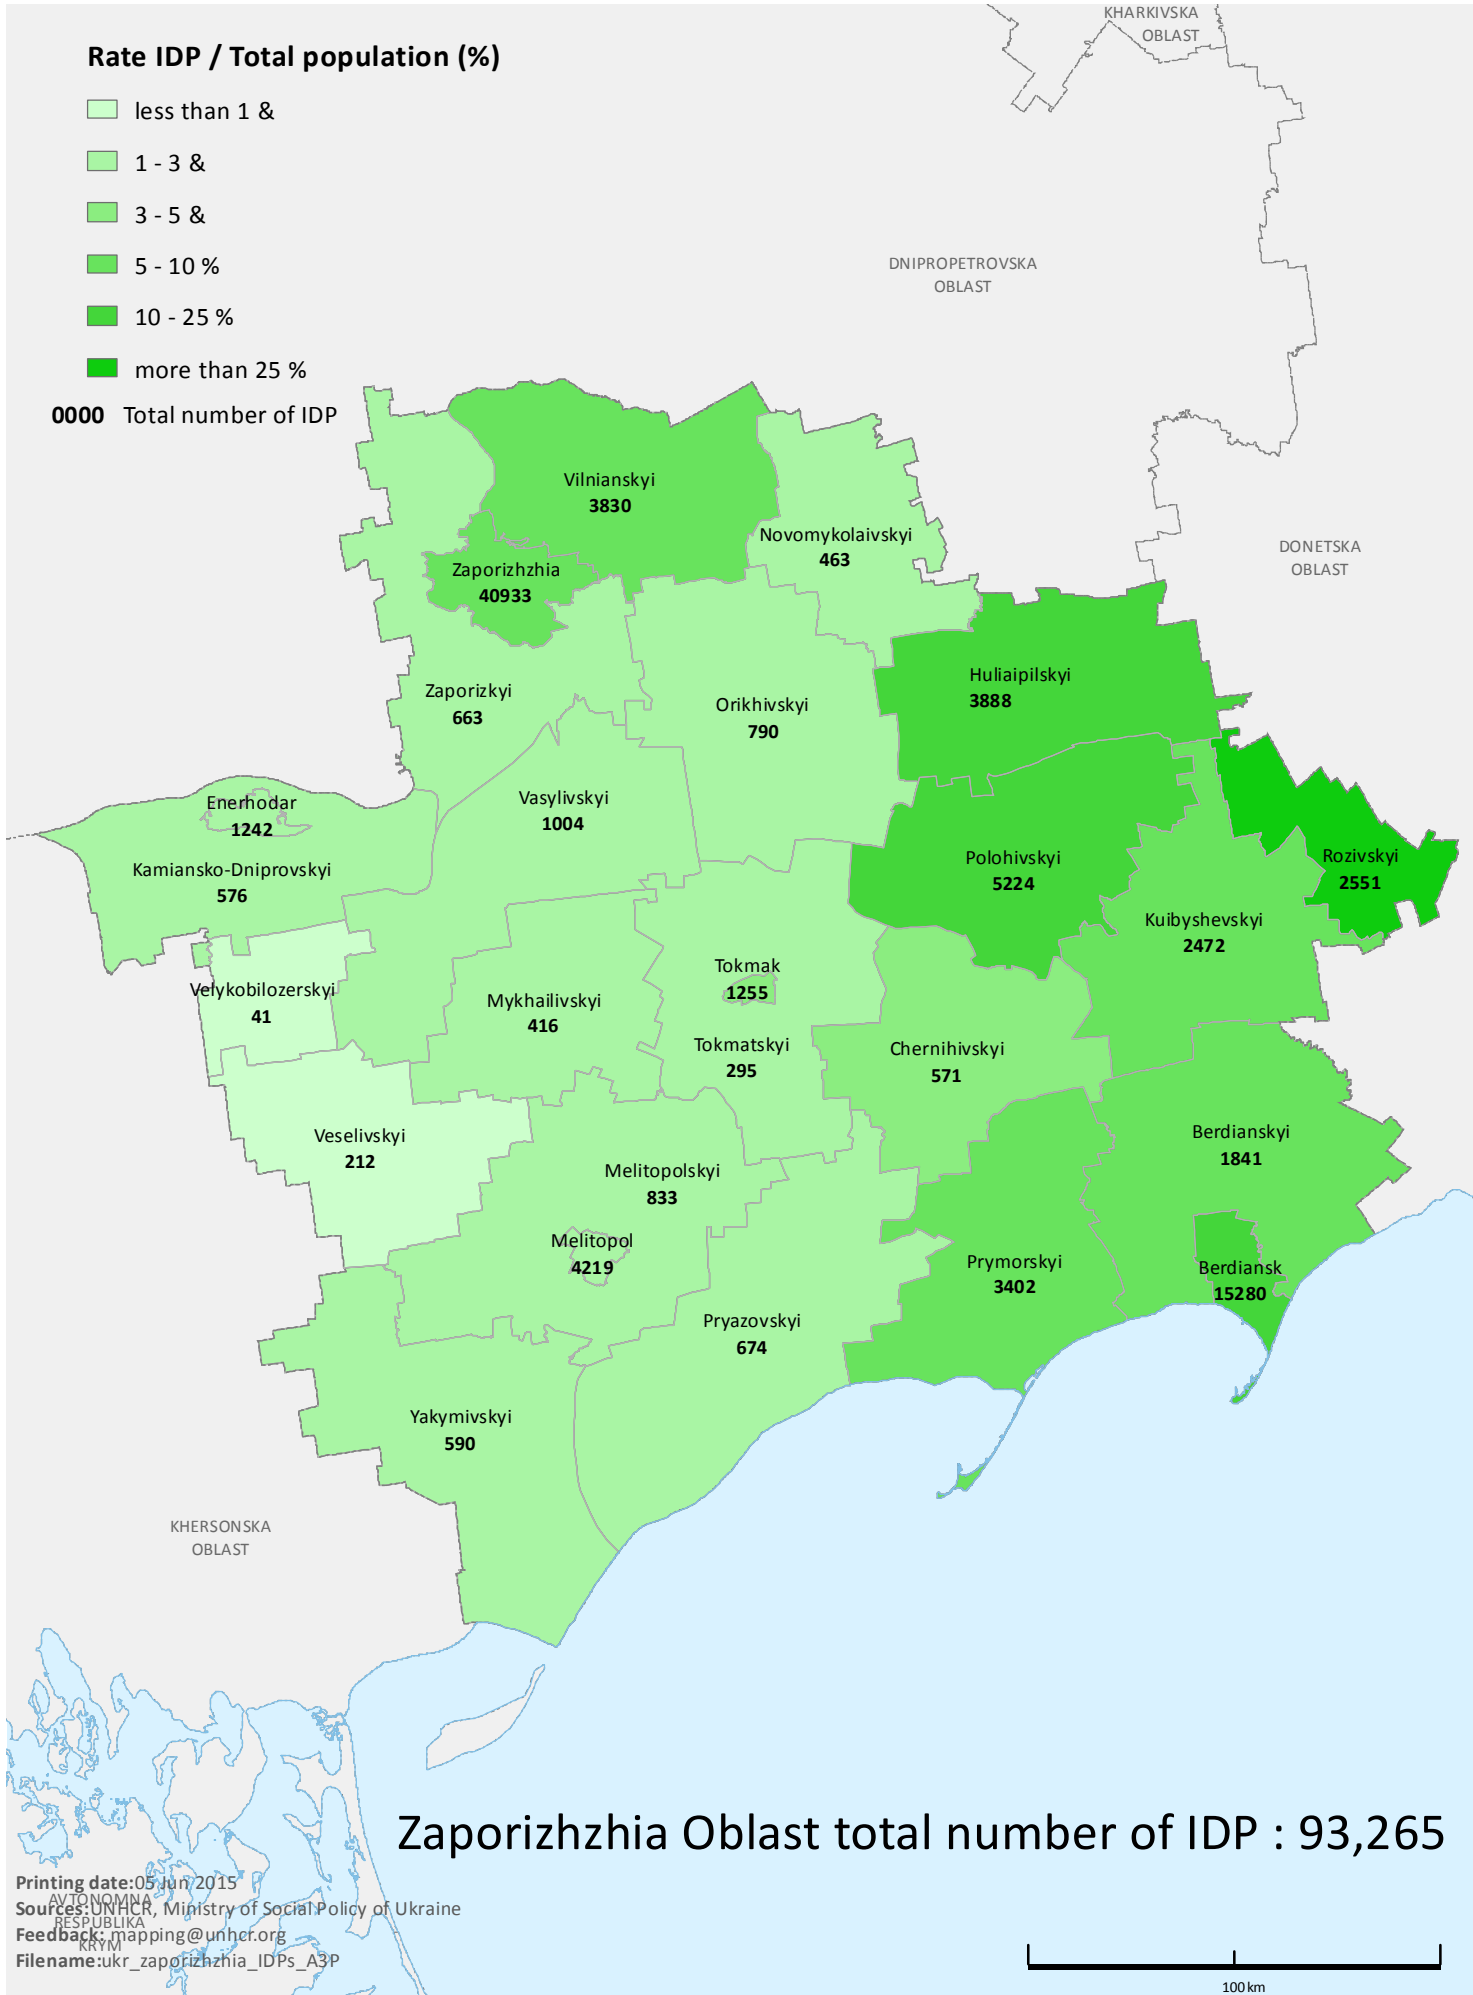 KHARKIVSKA
OBLAST
Rate IDP / Total population (%)
less than 1 &
1 - 3 &
3 - 5 &
5 - 10 %
10 - 25 %
more than 25 %
0000 Total number of IDP
DNIPROPETROVSKA
OBLAST
DONETSKA
OBLAST
Vilnianskyi
3830
Novomykolaivskyi
463
Zaporizhzhia
40933
Zaporizkyi
663
Orikhivskyi
790
Huliaipilskyi
3888
Enerhodar
1242
Vasylivskyi
1004
Kamiansko-Dniprovskyi
576
Polohivskyi
5224
Rozivskyi
2551
Kuibyshevskyi
2472
Velykobilozerskyi
41
Mykhailivskyi
416
Tokmak
1255
Tokmatskyi
295
Chernihivskyi
571
Veselivskyi
212
Berdianskyi
1841
Melitopolskyi
833
Melitopol
4219
Prymorskyi
3402
Berdiansk
15280
Pryazovskyi
674
Yakymivskyi
590
KHERSONSKA
OBLAST
Zaporizhzhia Oblast total number of IDP : 93,265
Printing date:05 Jun 2015
Sources:UNHCR, Ministry of Social Policy of Ukraine
Feedback: mapping@unhcr.org
Filename:ukr_zaporizhzhia_IDPs_A3P
AVTONOMNA
RESPUBLIKA
KRYM
100 km